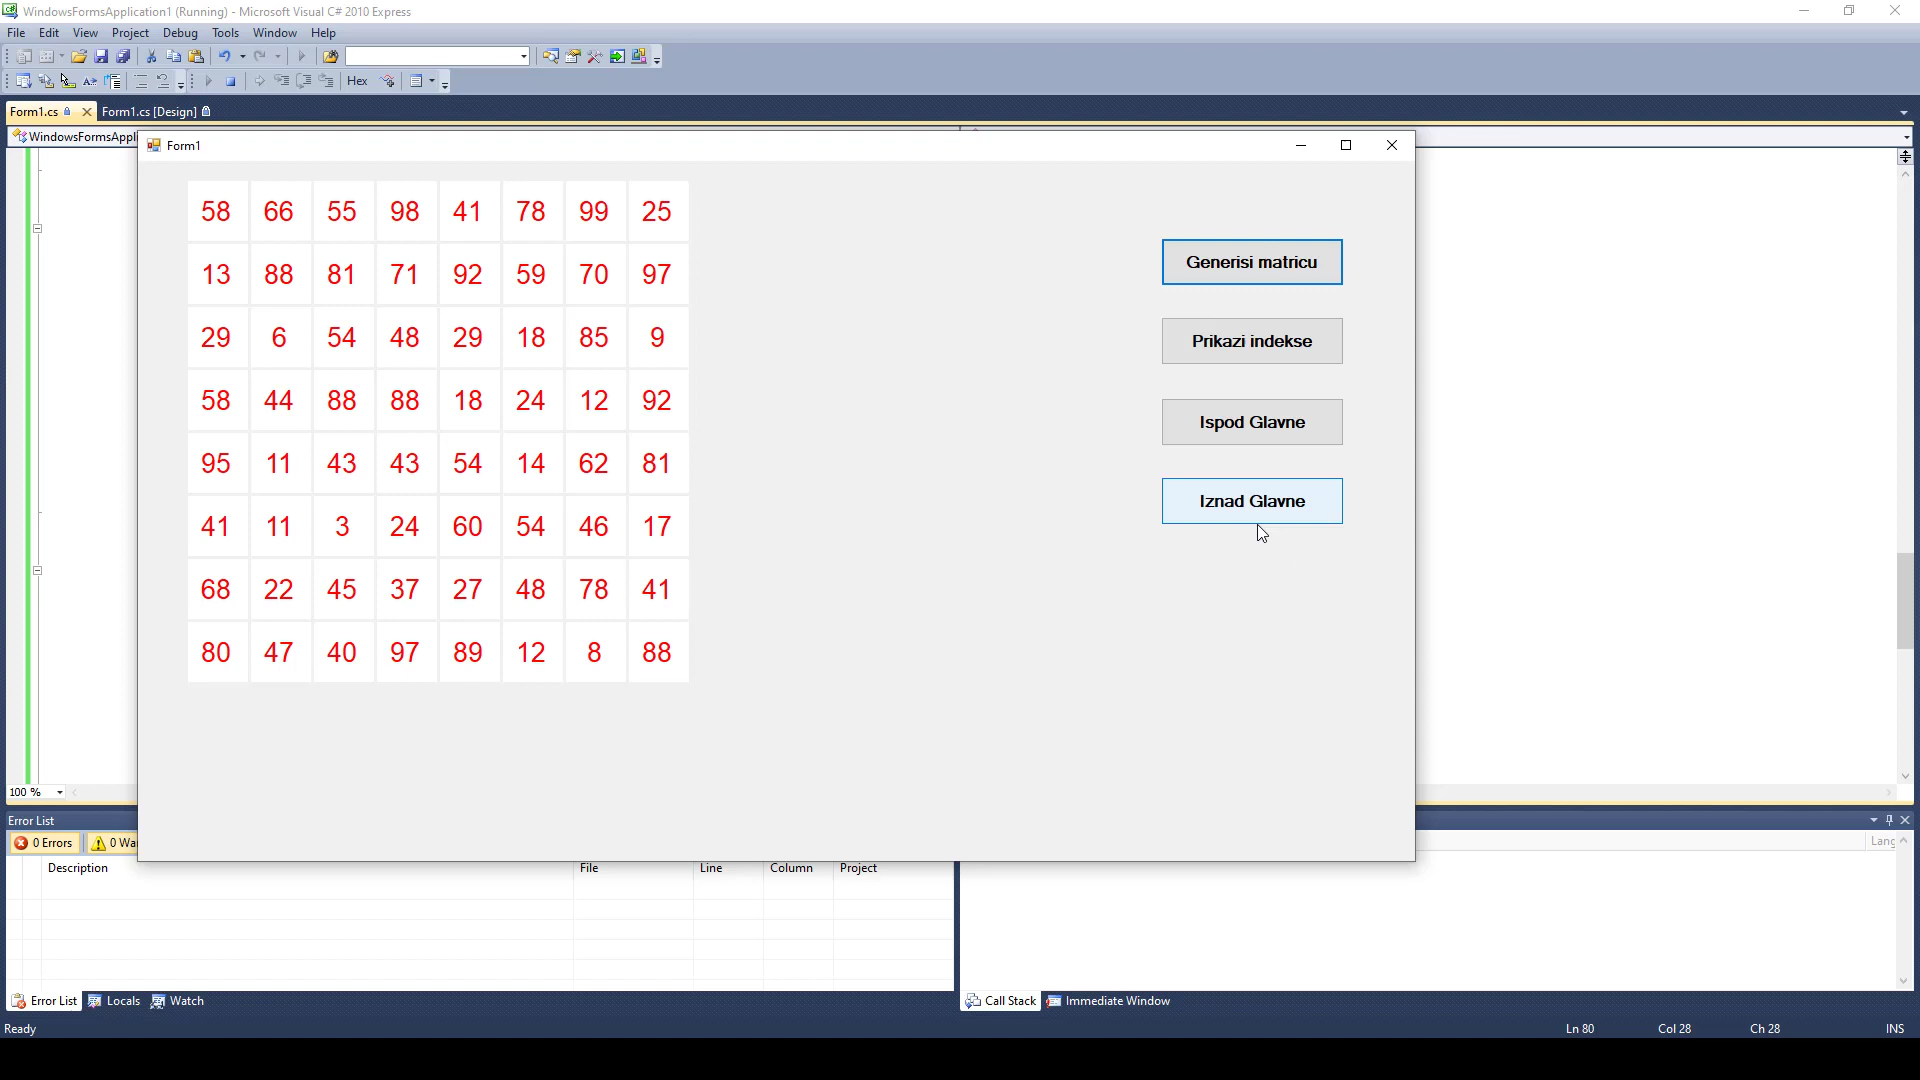 WindowsFormsApplication1 (Running) - Microsoft Visual C# 2010 Express
File Edit View Project Debug Tools Window Help
Hex
Form1.cs Form1.cs [Design]
WindowsFormsAppli
Form1
58 66 55 98 41 78 99 25
13 88 81 71 92 59 70 97
29 6 54 48 29 18 85 9
58 44 88 88 18 24 12 92
95 11 43 43 54 14 62 81
41 11 3 24 60 54 46 17
68 22 45 37 27 48 78 41
80 47 40 97 89 12 8 88
Generisi matricu
Prikazi indekse
Ispod Glavne
Iznad Glavne
100 %
Error List
0 Errors 0 Wa
Lang
Description File Line Column Project
Error List Locals Watch
Call Stack Immediate Window
Ready Ln 80 Col 28 Ch 28 INS